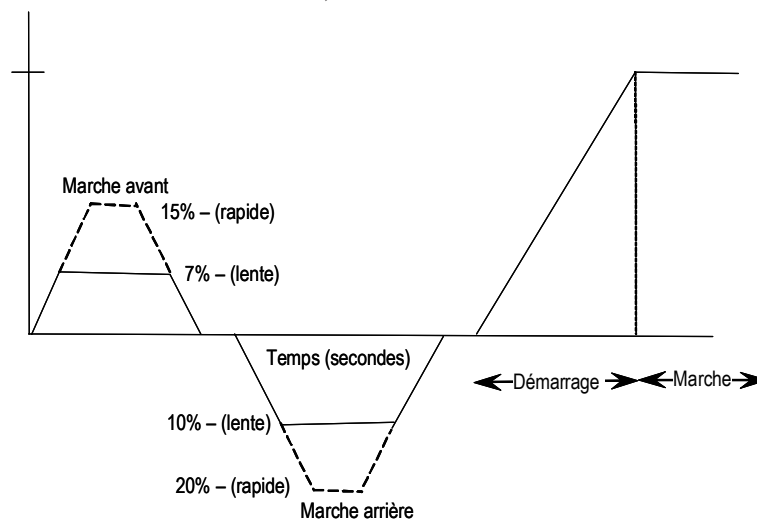 Marche avant
15% – (rapide)
7% – (lente)
Temps (secondes)
Démarrage
Marche
10% – (lente)
20% – (rapide)
Marche arrière